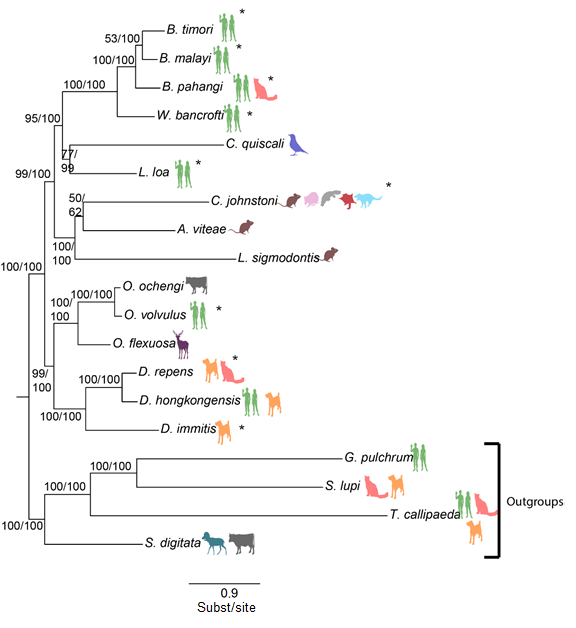 B. timori *
53/100
B. malayi *
100/100
B. pahangi *
100/100
W. bancrofti *
95/100
C. quiscali
77/
99
L. loa *
99/100
50/
62
C. johnstoni *
A. viteae
100/
100
L. sigmodontis
100/100
O. ochengi
100/100
100/
100
O. volvulus *
O. flexuosa
99/
100
D. repens *
100/100
D. hongkongensis
100/100
D. immitis *
G. pulchrum
100/100
S. lupi
100/100
Outgroups
T. callipaeda
100/100
S. digitata
0.9
Subst/site